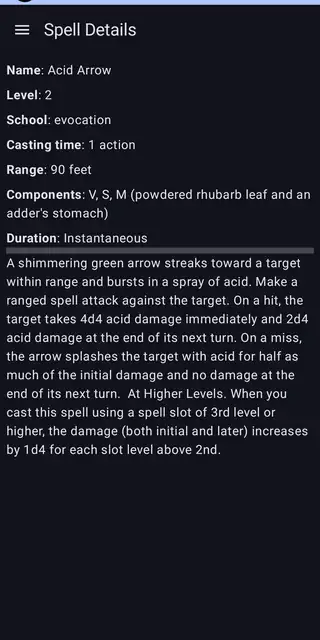 Spell Details
Name: Acid Arrow
Level: 2
School: evocation
Casting time: 1 action
Range: 90 feet
Components: V, S, M (powdered rhubarb leaf and an
adder's stomach)
Duration: Instantaneous
A shimmering green arrow streaks toward a target
within range and bursts in a spray of acid. Make a
ranged spell attack against the target. On a hit, the
target takes 4d4 acid damage immediately and 2d4
acid damage at the end of its next turn. On a miss,
the arrow splashes the target with acid for half as
much of the initial damage and no damage at the
end of its next turn.  At Higher Levels. When you
cast this spell using a spell slot of 3rd level or
higher, the damage (both initial and later) increases
by 1d4 for each slot level above 2nd.